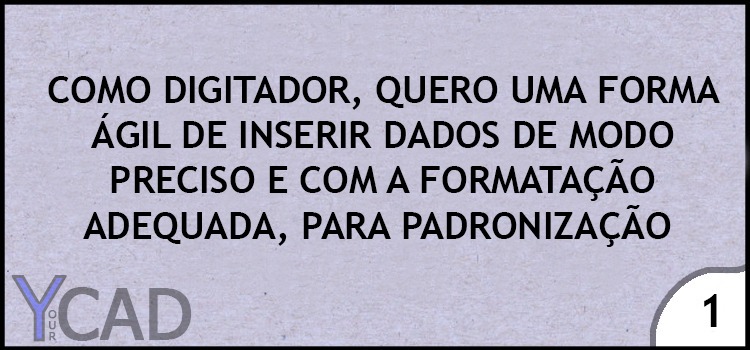 COMO DIGITADOR, QUERO UMA FORMA
ÁGIL DE INSERIR DADOS DE MODO
PRECISO E COM A FORMATAÇÃO
ADEQUADA, PARA PADRONIZAÇÃO
YOUR CAD
1